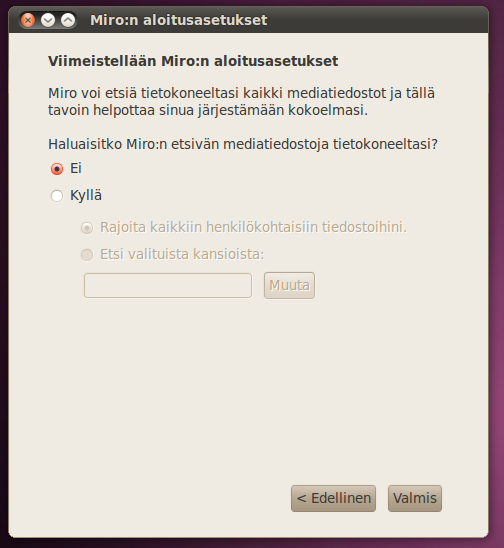 Miro:n aloitusasetukset
Viimeistellään Miro:n aloitusasetukset
Miro voi etsiä tietokoneeltasi kaikki mediatiedostot ja tällä
tavoin helpottaa sinua järjestämään kokoelmasi.
Haluaisitko Miro:n etsivän mediatiedostoja tietokoneeltasi?
Ei
Kyllä
Rajoita kaikkiin henkilökohtaisiin tiedostoihini.
Etsi valituista kansioista:
Muuta
< Edellinen
Valmis